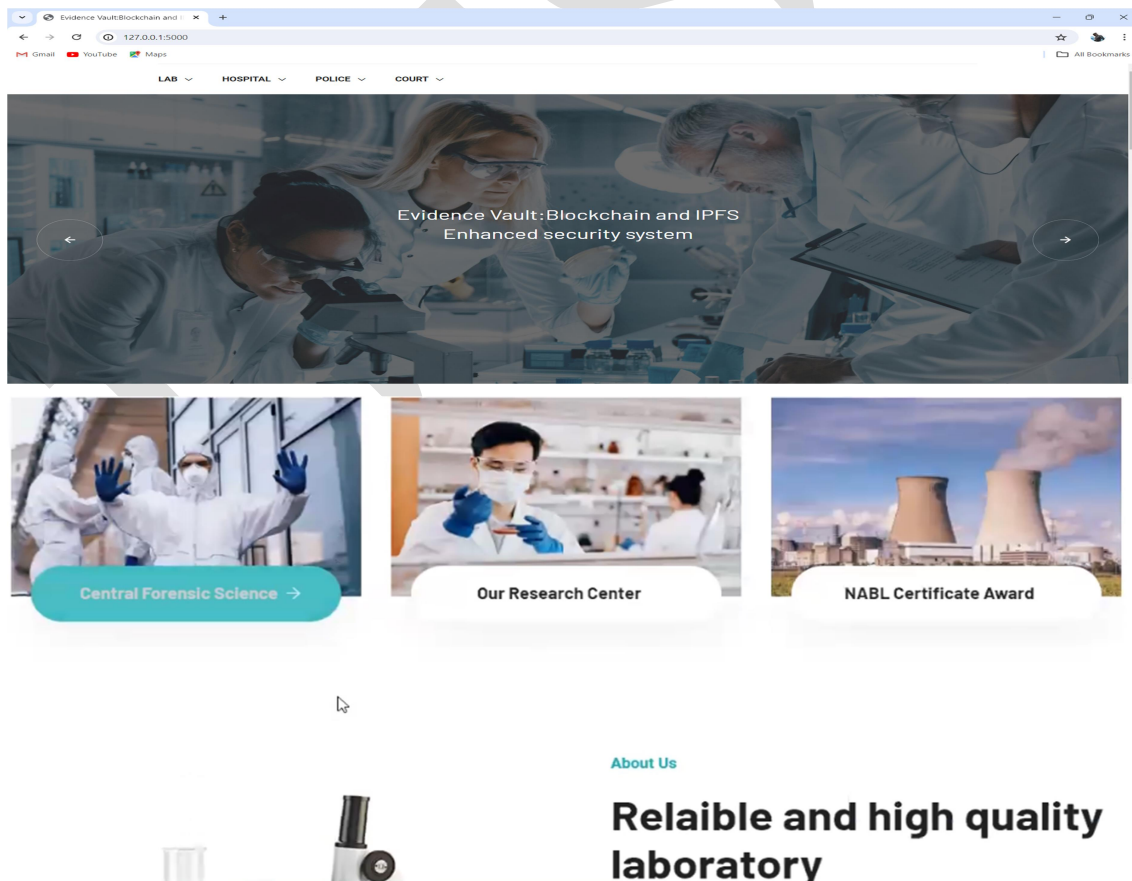 Evidence Vault:Blockchain and I
127.0.0.1:5000
Gmail YouTube Maps All Bookmarks
LAB HOSPITAL POLICE COURT
Evidence Vault:Blockchain and IPFS
Enhanced security system
Central Forensic Science →
Our Research Center
NABL Certificate Award
About Us
Relaible and high quality
laboratory